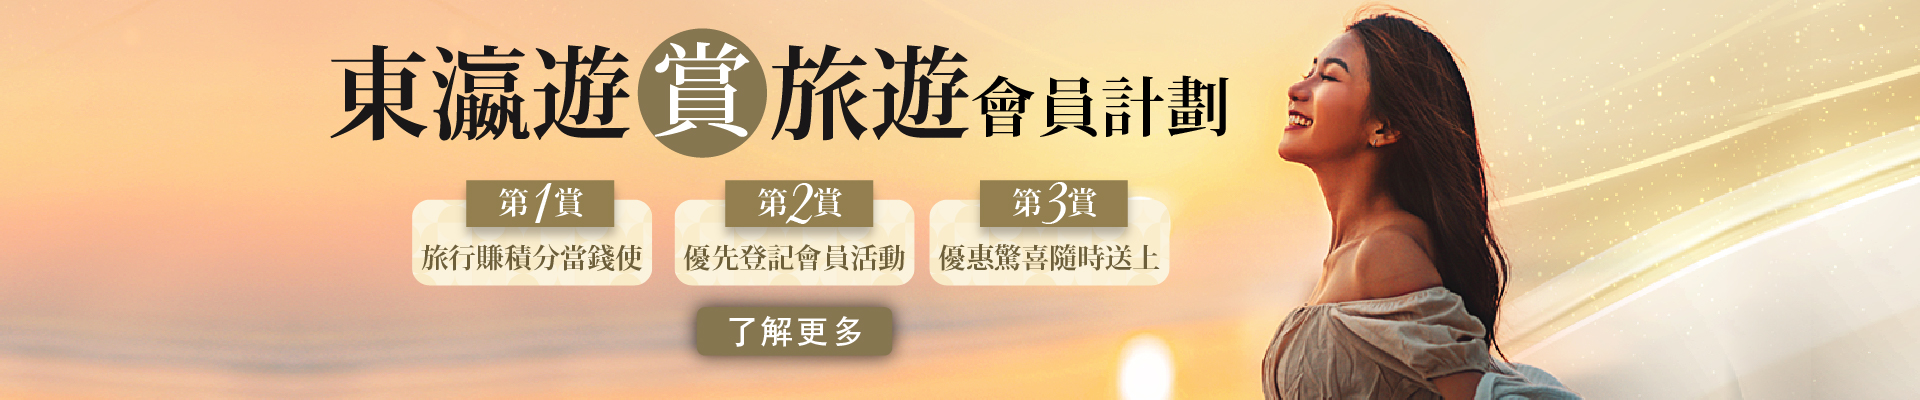 東瀛遊賞旅遊會員計劃
第1賞
旅行賺積分當錢使
第2賞
優先登記會員活動
第3賞
優惠驚喜隨時送上
了解更多